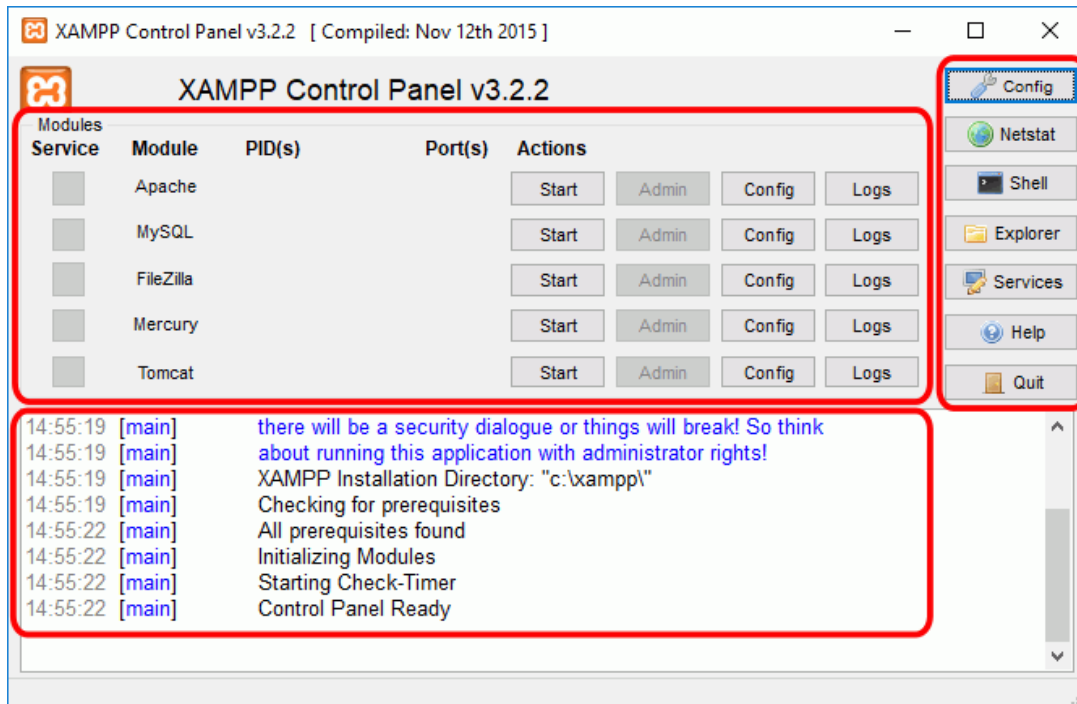 XAMPP Control Panel v3.2.2 [ Compiled: Nov 12th 2015 ]
XAMPP Control Panel v3.2.2
Config
Modules
Service Module PID(s) Port(s) Actions
Netstat
Apache Start Admin Config Logs
Shell
MySQL Start Admin Config Logs
Explorer
FileZilla Start Admin Config Logs
Services
Mercury Start Admin Config Logs
Help
Tomcat Start Admin Config Logs
Quit
14:55:19 [main] there will be a security dialogue or things will break! So think
14:55:19 [main] about running this application with administrator rights!
14:55:19 [main] XAMPP Installation Directory: "c:\xampp\"
14:55:19 [main] Checking for prerequisites
14:55:22 [main] All prerequisites found
14:55:22 [main] Initializing Modules
14:55:22 [main] Starting Check-Timer
14:55:22 [main] Control Panel Ready